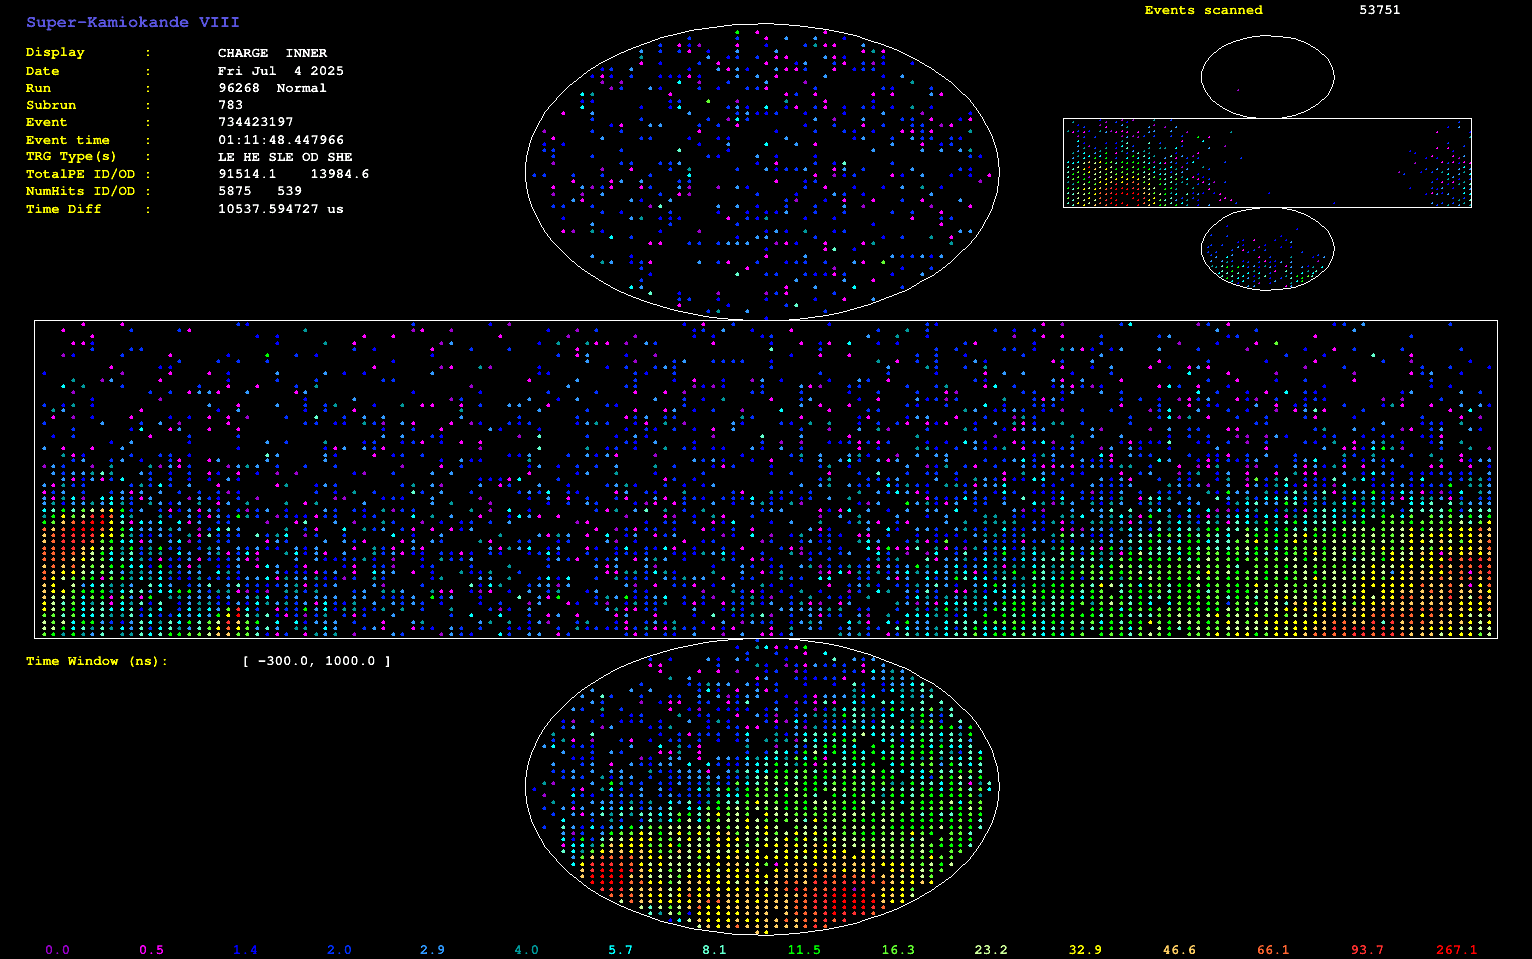 Super-Kamiokande VIII
Events scanned 53751
Display : CHARGE INNER
Date : Fri Jul 4 2025
Run : 96268 Normal
Subrun : 783
Event : 734423197
Event time : 01:11:48.447966
TRG Type(s) : LE HE SLE OD SHE
TotalPE ID/OD : 91514.1 13984.6
NumHits ID/OD : 5875 539
Time Diff : 10537.594727 us
Time Window (ns): [ -300.0, 1000.0 ]
0.0 0.5 1.4 2.0 2.9 4.0 5.7 8.1 11.5 16.3 23.2 32.9 46.6 66.1 93.7 267.1